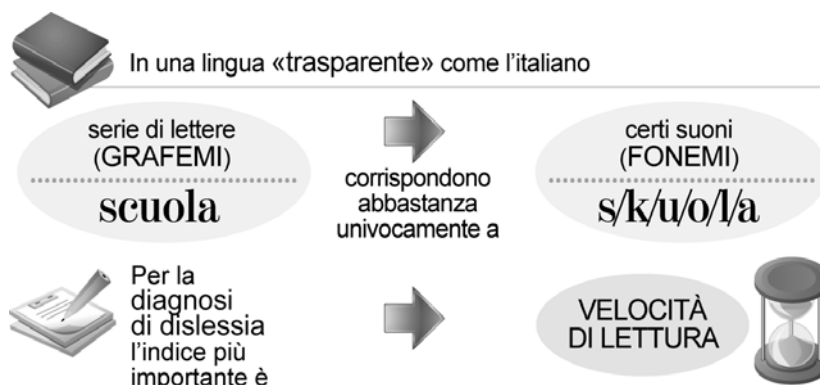 In una lingua «trasparente» come l'italiano
serie di lettere
(GRAFEMI)
scuola
corrispondono
abbastanza
univocamente a
certi suoni
(FONEMI)
s/k/u/o/l/a
Per la
diagnosi
di dislessia
l'indice più
importante è
VELOCITÀ
DI LETTURA